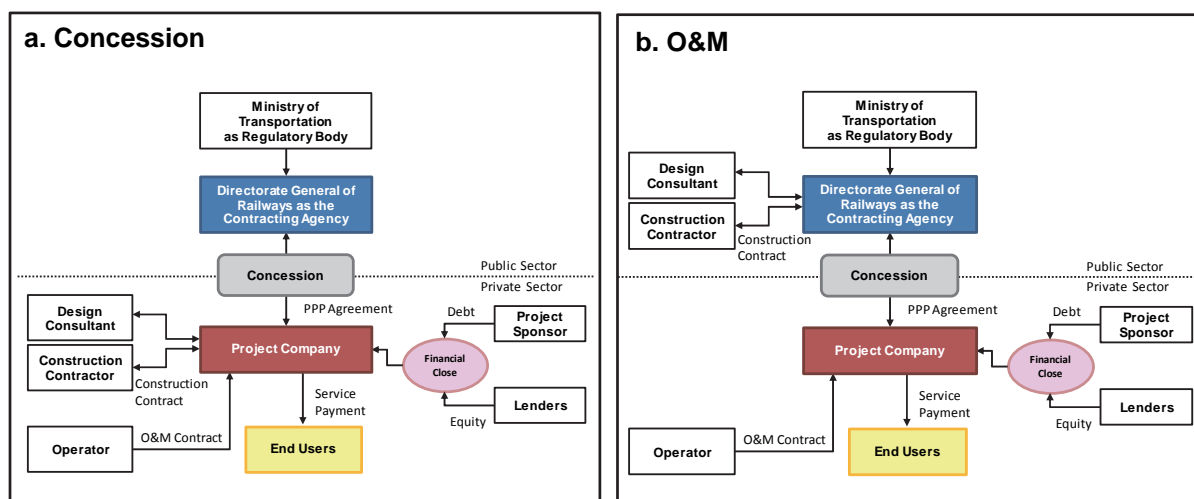 a. Concession
Ministry of
Transportation
as Regulatory Body
Directorate General of
Railways as the
Contracting Agency
Concession
Public Sector
Private Sector
PPP Agreement
Design
Consultant
Construction
Contractor
Construction
Contract
Project Company
Debt
Project
Sponsor
Financial
Close
Equity
Lenders
Service
Payment
Operator
O&M Contract
End Users
b. O&M
Ministry of
Transportation
as Regulatory Body
Design
Consultant
Construction
Contractor
Construction
Contract
Directorate General of
Railways as the
Contracting Agency
Concession
Public Sector
Private Sector
PPP Agreement
Project Company
Debt
Project
Sponsor
Financial
Close
Equity
Lenders
Service
Payment
Operator
O&M Contract
End Users